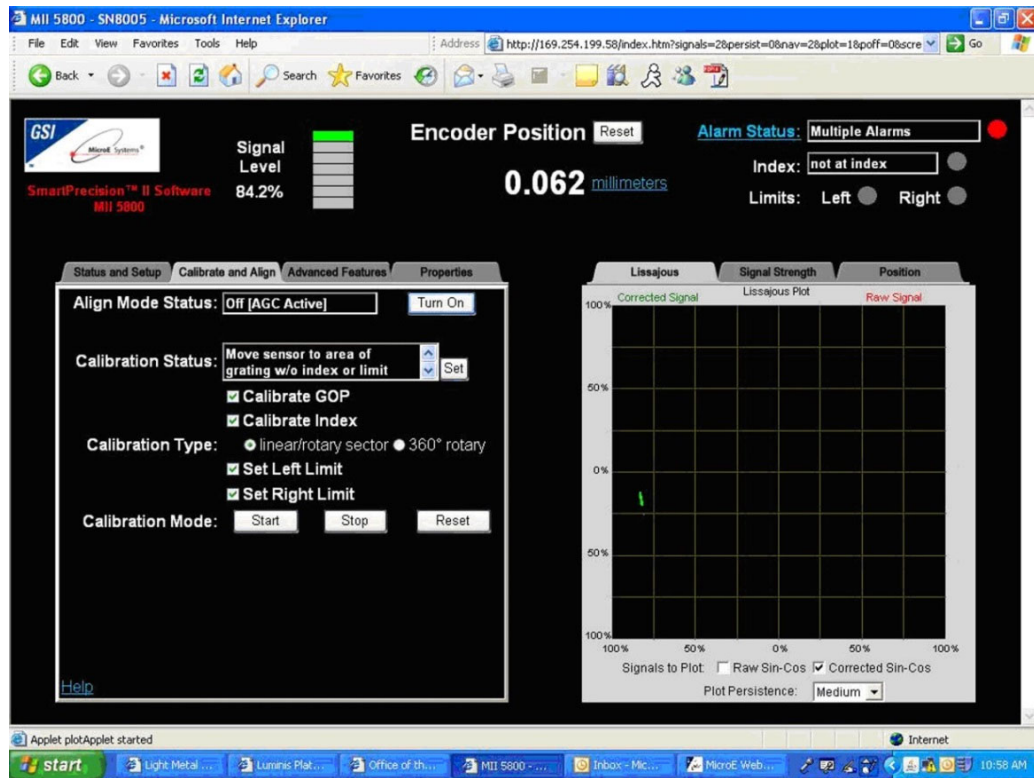 MII 5800 - SN8005 - Microsoft Internet Explorer
File Edit View Favorites Tools Help
Address http://169.254.199.58/index.htm?signals=2&persist=0&nav=2&plot=1&poff=0&scre Go
Back Search Favorites
GSI
MicroE Systems
SmartPrecision™ II Software
MII 5800
Signal
Level
84.2%
Encoder Position Reset
0.062 millimeters
Alarm Status: Multiple Alarms
Index: not at index
Limits: Left Right
Status and Setup Calibrate and Align Advanced Features Properties
Align Mode Status: Off [AGC Active] Turn On
Calibration Status: Move sensor to area of
grating w/o index or limit Set
Calibrate GOP
Calibrate Index
Calibration Type: linear/rotary sector 360° rotary
Set Left Limit
Set Right Limit
Calibration Mode: Start Stop Reset
Help
Lissajous Signal Strength Position
Corrected Signal Lissajous Plot Raw Signal
100%
50%
0%
50%
100%
100% 50% 0% 50% 100%
Signals to Plot: Raw Sin-Cos Corrected Sin-Cos
Plot Persistence: Medium
Applet plotApplet started Internet
start Light Metal ... Luminis Plat... Office of th... MII 5800 - ... Inbox - Mic... MicroE Web... 10:58 AM